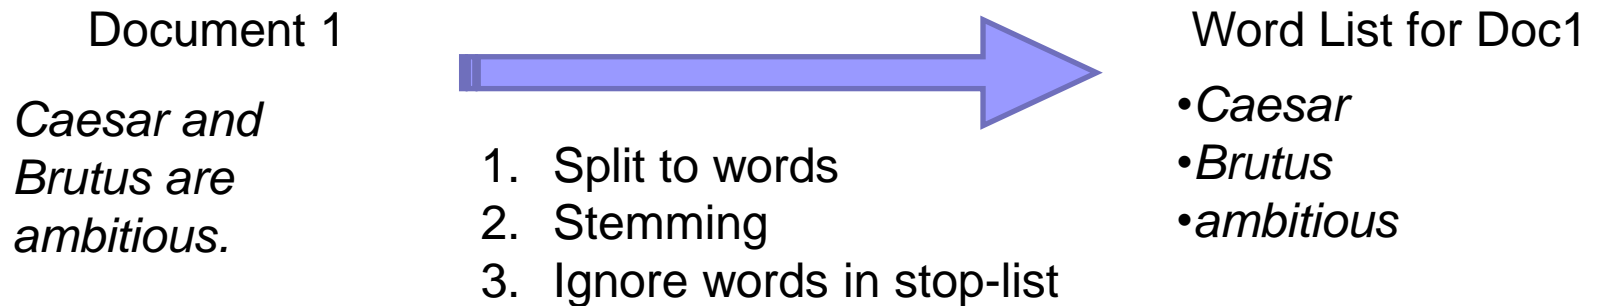 Document 1
Caesar and
Brutus are
ambitious.
1. Split to words
2. Stemming
3. Ignore words in stop-list
Word List for Doc1
•Caesar
•Brutus
•ambitious